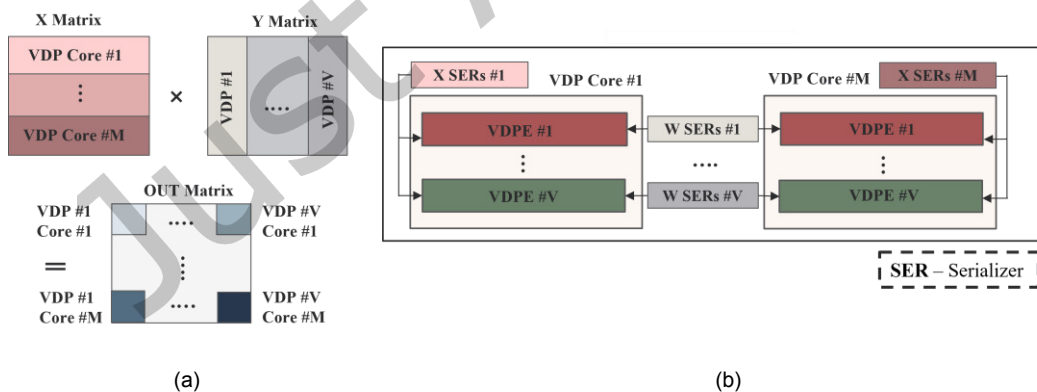 X Matrix
Y Matrix
VDP Core #1
VDP Core #M
×
VDP #1
....
VDP #V
OUT Matrix
VDP #1
Core #1
....
VDP #V
Core #1
=
VDP #1
Core #M
....
VDP #V
Core #M
(a)
X SERs #1
VDP Core #1
VDP Core #M
X SERs #M
VDPE #1
W SERs #1
VDPE #1
....
VDPE #V
W SERs #V
VDPE #V
SER – Serializer
(b)
Just A